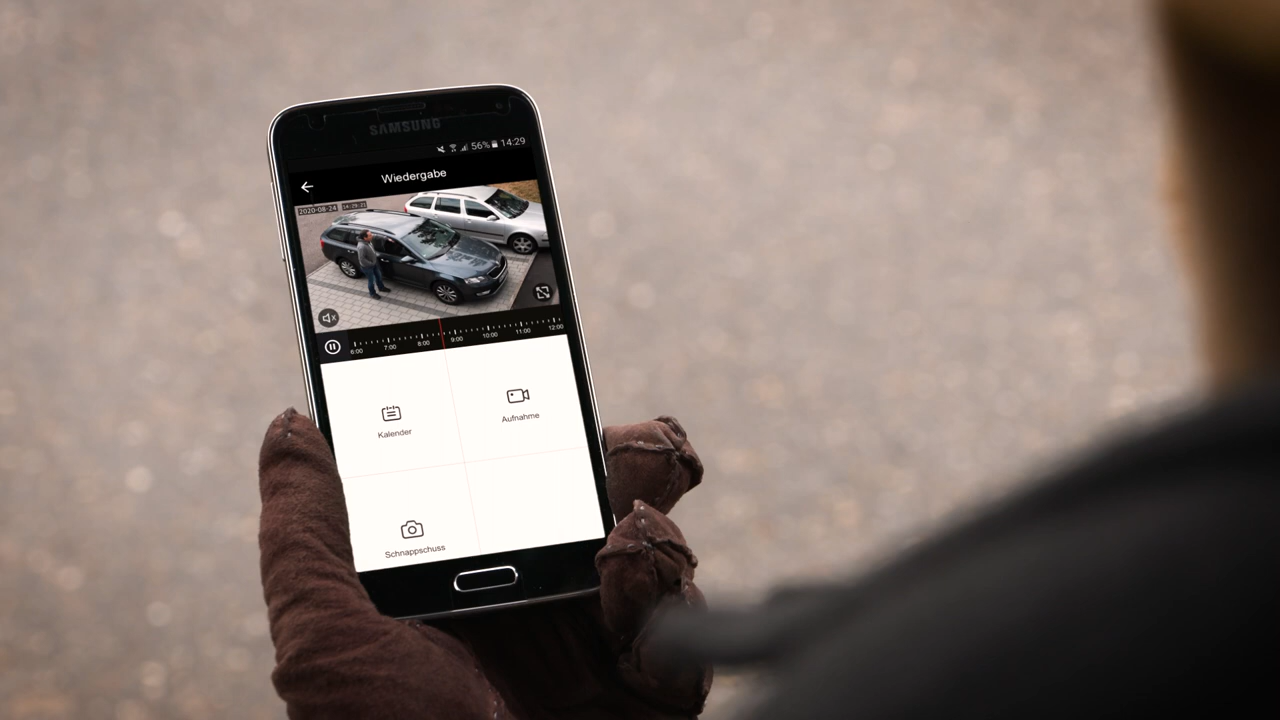 SAMSUNG
56% 14:29
Wiedergabe
2020-08-24 14:29:21
6:00 7:00 8:00 9:00 10:00 11:00 12:00
Kalender
Aufnahme
Schnappschuss